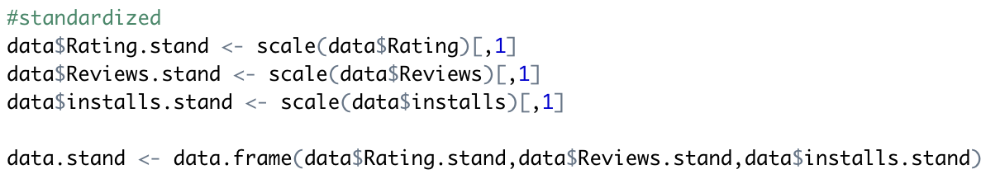 #standardized
data$Rating.stand <- scale(data$Rating)[,1]
data$Reviews.stand <- scale(data$Reviews)[,1]
data$installs.stand <- scale(data$installs)[,1]
data.stand <- data.frame(data$Rating.stand,data$Reviews.stand,data$installs.stand)